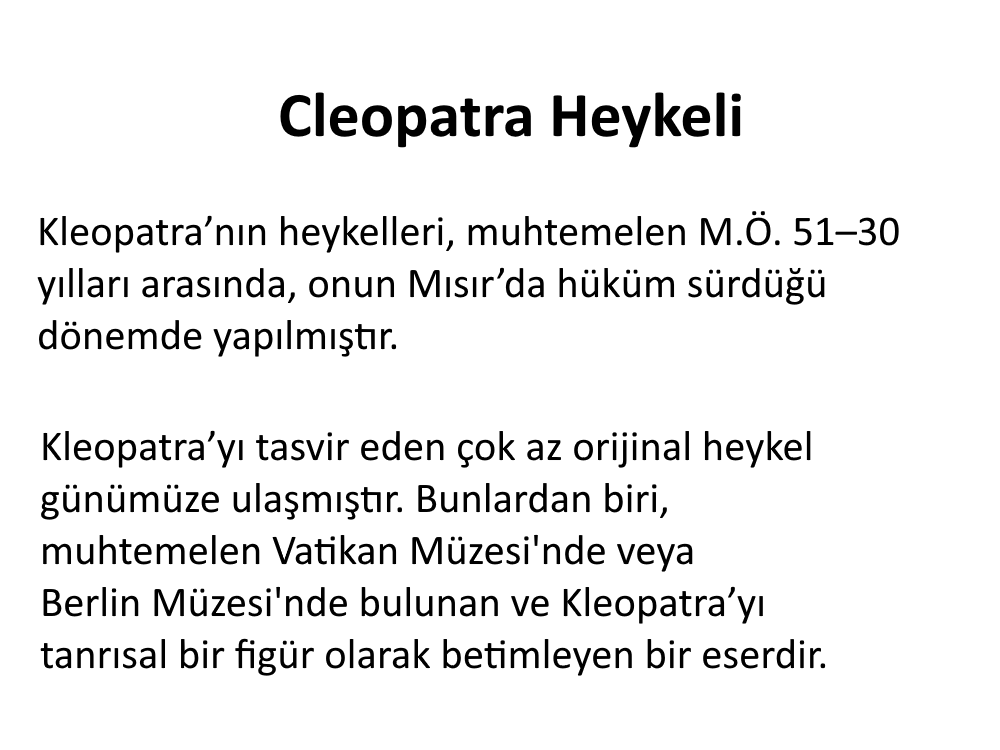 Cleopatra Heykeli
Kleopatra’nın heykelleri, muhtemelen M.Ö. 51–30
yılları arasında, onun Mısır’da hüküm sürdüğü
dönemde yapılmıştır.
Kleopatra’yı tasvir eden çok az orijinal heykel
günümüze ulaşmıştır. Bunlardan biri,
muhtemelen Vatikan Müzesi'nde veya
Berlin Müzesi'nde bulunan ve Kleopatra’yı
tanrısal bir figür olarak betimleyen bir eserdir.